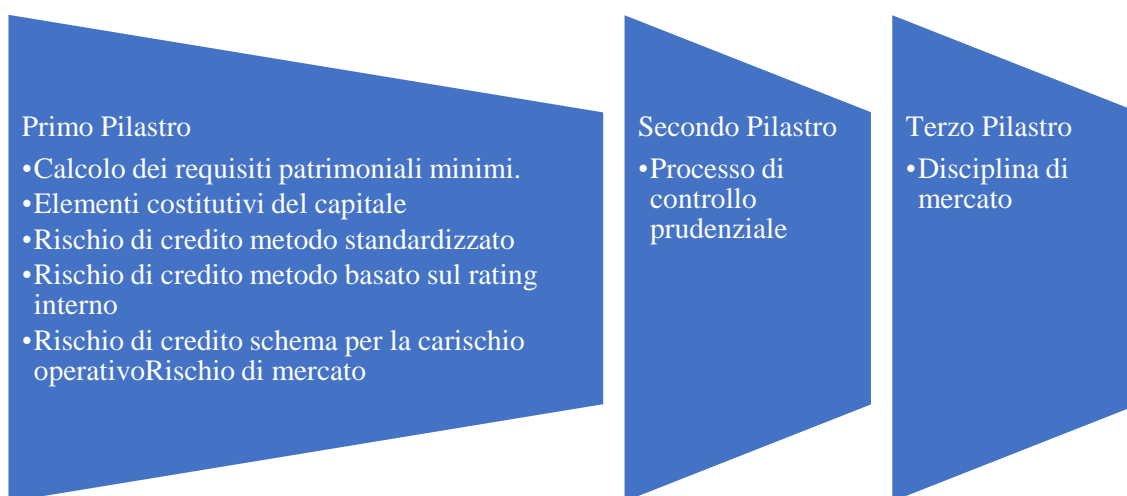 Primo Pilastro
•Calcolo dei requisiti patrimoniali minimi.
•Elementi costitutivi del capitale
•Rischio di credito metodo standardizzato
•Rischio di credito metodo basato sul rating
interno
•Rischio di credito schema per la carischio
operativoRischio di mercato
Secondo Pilastro
•Processo di
controllo
prudenziale
Terzo Pilastro
•Disciplina di
mercato